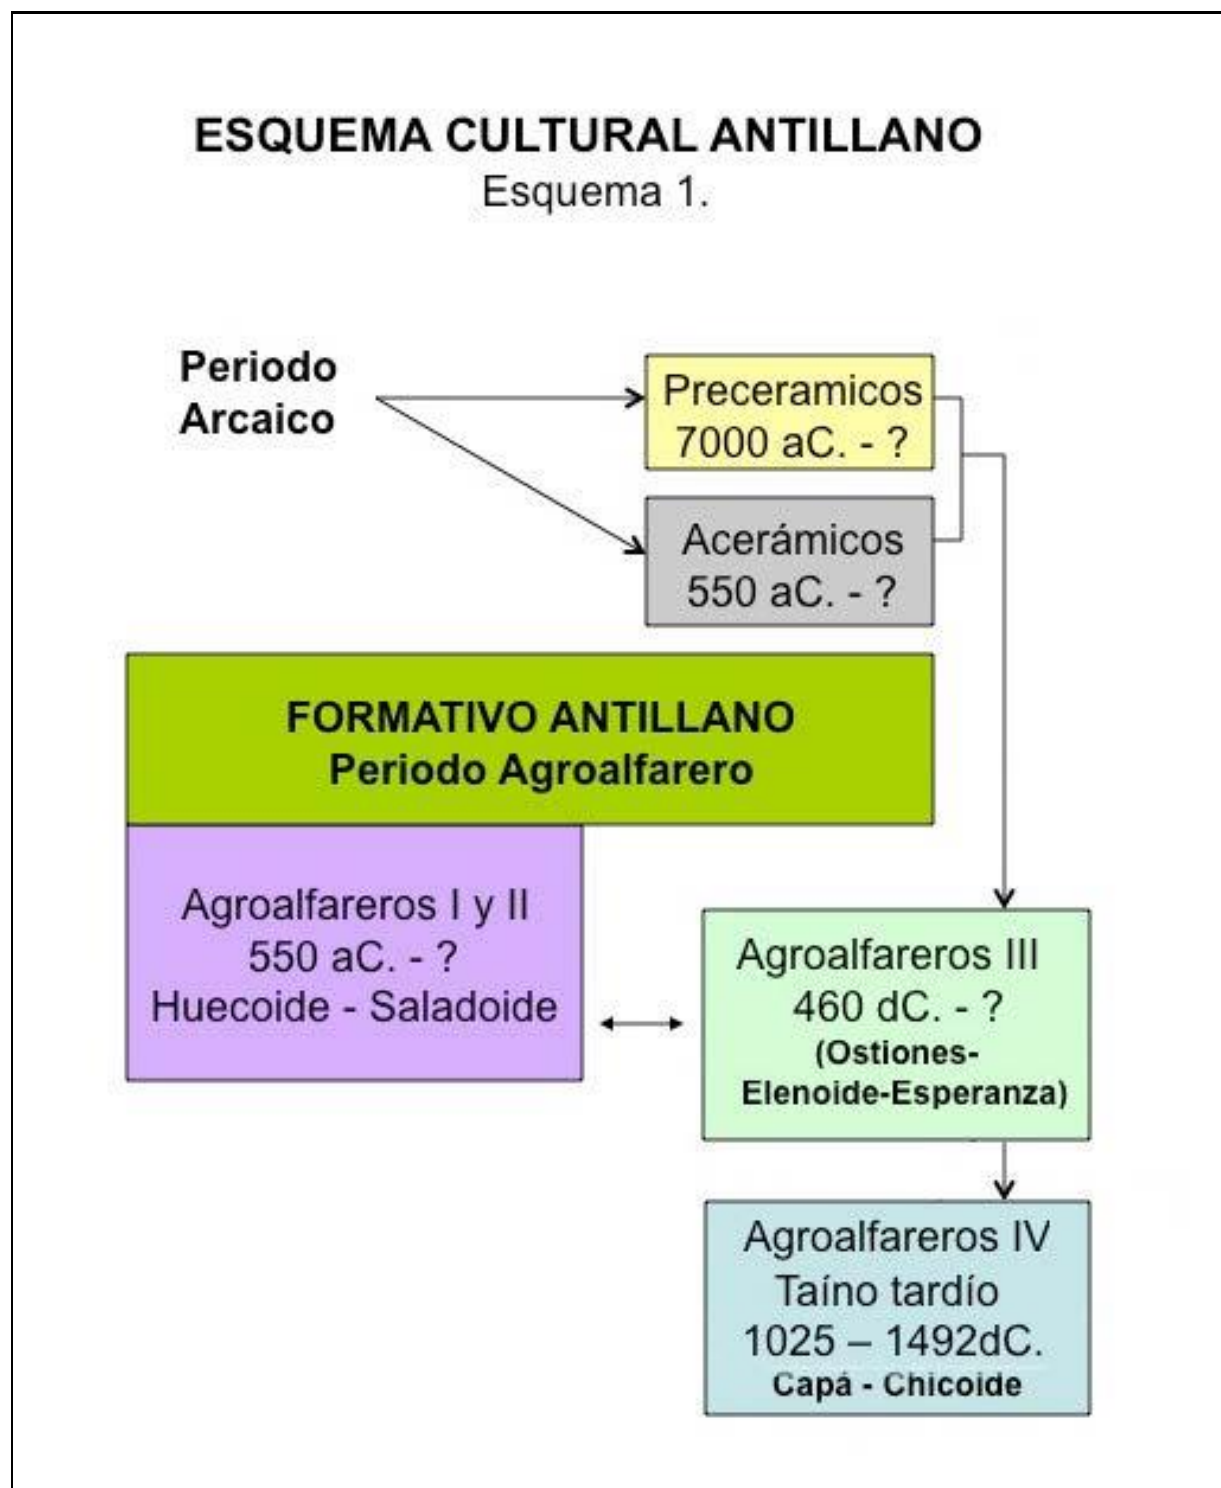 ESQUEMA CULTURAL ANTILLANO
Esquema 1.
Periodo
Arcaico
Preceramicos
7000 aC. - ?
Acerámicos
550 aC. - ?
FORMATIVO ANTILLANO
Periodo Agroalfarero
Agroalfareros I y II
550 aC. - ?
Huecoide - Saladoide
Agroalfareros III
460 dC. - ?
(Ostiones-
Elenoide-Esperanza)
Agroalfareros IV
Taíno tardío
1025 – 1492dC.
Capá - Chicoide